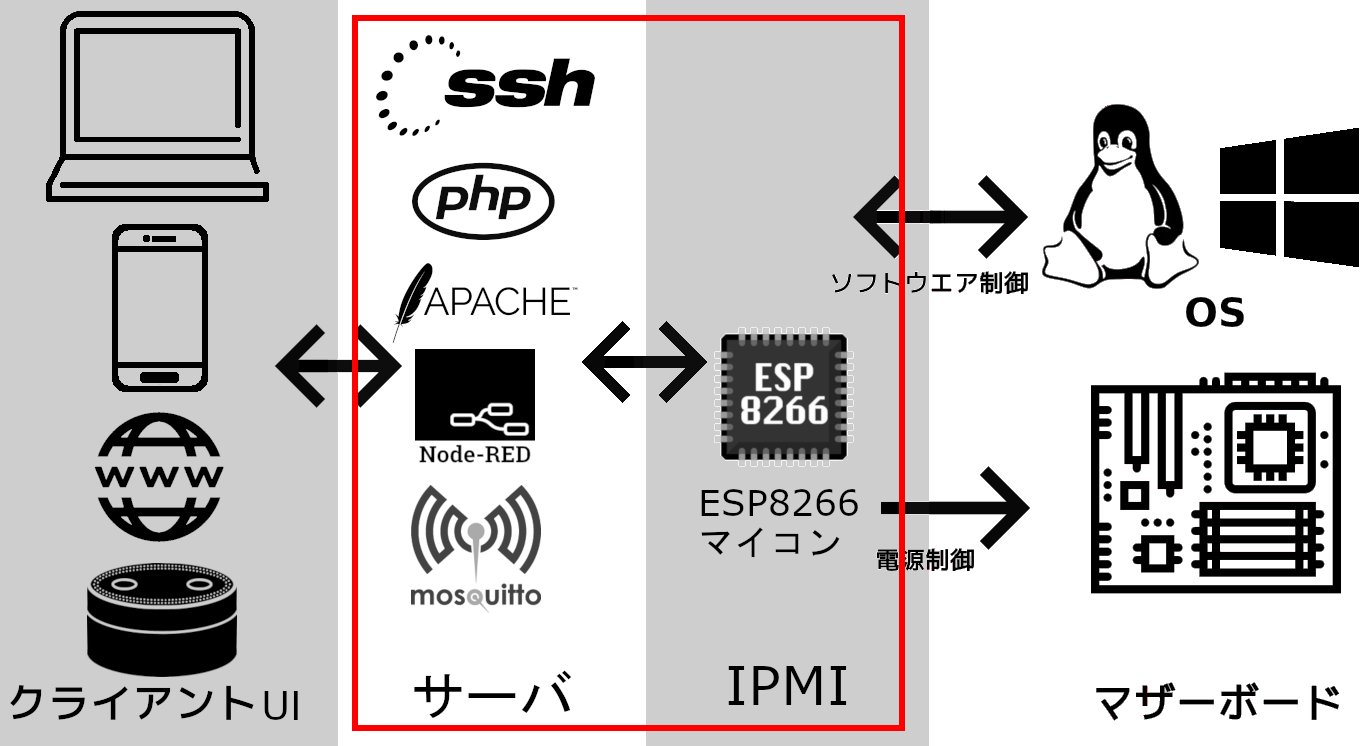 WWW
クライアントUI
ssh
php
APACHE™
Node-RED
mosquitto
サーバ
ESP
8266
ESP8266
マイコン
IPMI
ソフトウエア制御
電源制御
OS
マザーボード